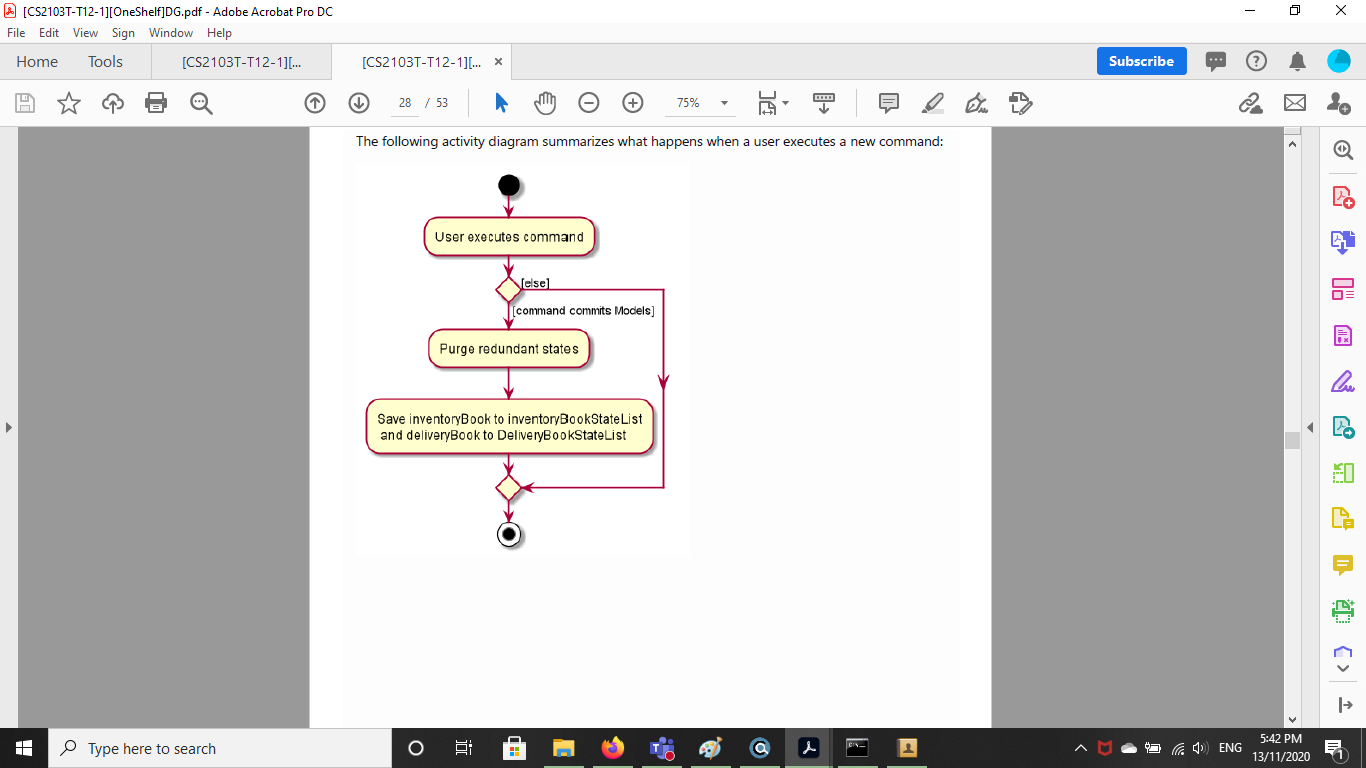 [CS2103T-T12-1][OneShelf]DG.pdf - Adobe Acrobat Pro DC
File Edit View Sign Window Help
Home Tools [CS2103T-T12-1][... [CS2103T-T12-1][... ×
Subscribe
28 / 53 75%
The following activity diagram summarizes what happens when a user executes a new command:
User executes command
[else]
[command commits Models]
Purge redundant states
Save inventoryBook to inventoryBookStateList
and deliveryBook to DeliveryBookStateList
Type here to search
ENG
5:42 PM
13/11/2020
1